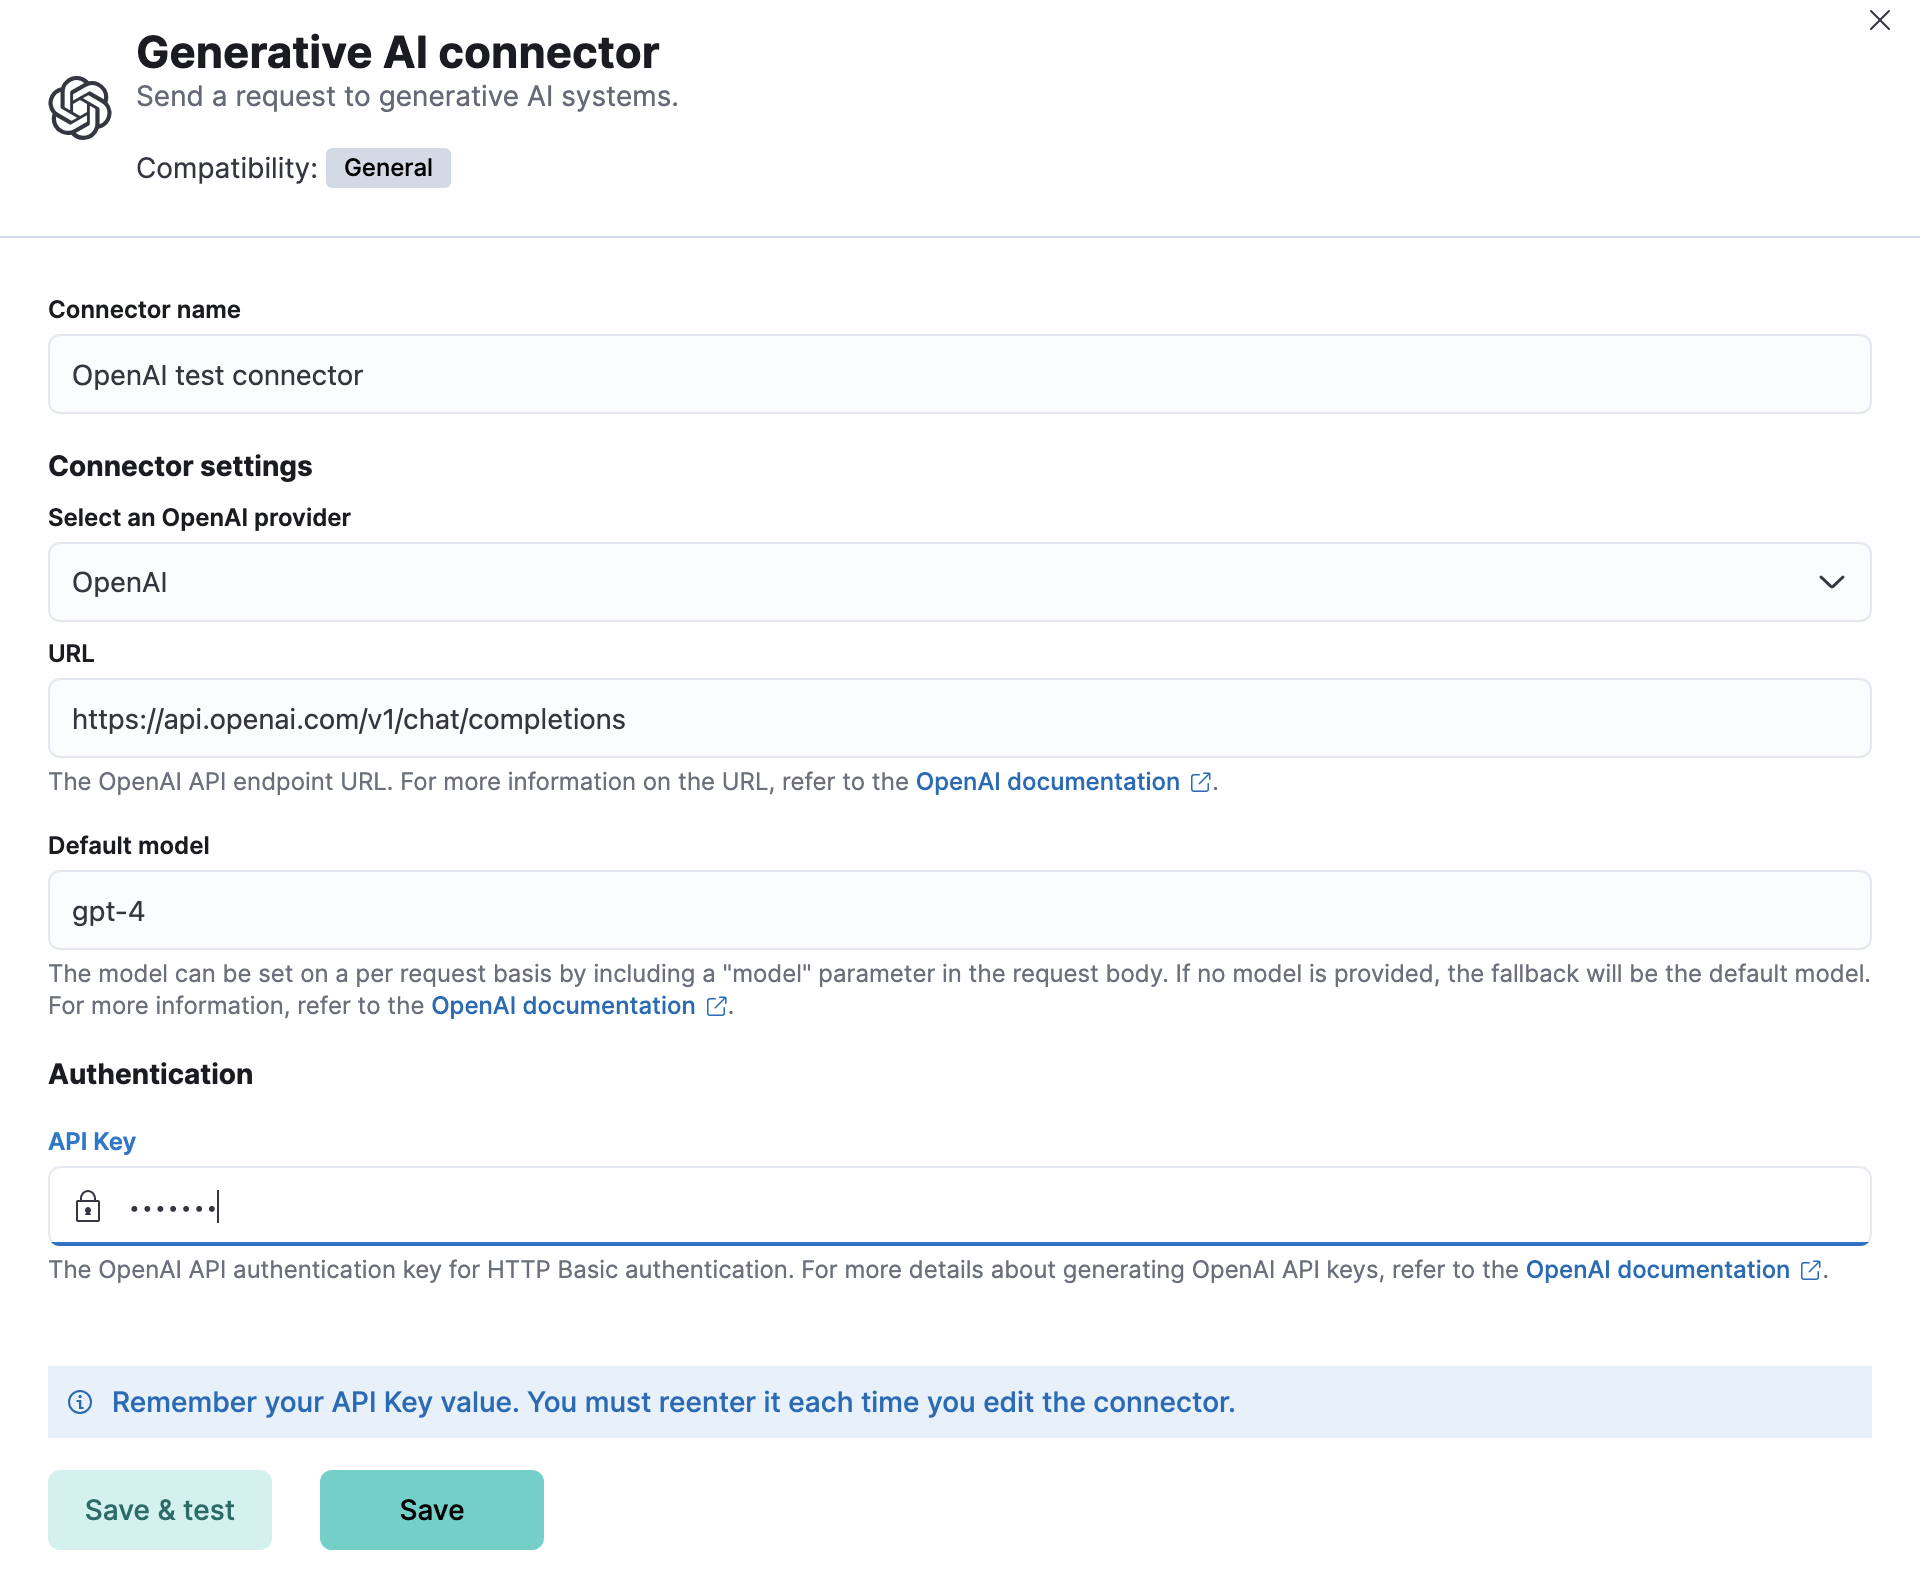 Generative AI connector
Send a request to generative AI systems.
Compatibility: General
Connector name
OpenAI test connector
Connector settings
Select an OpenAI provider
OpenAI
URL
https://api.openai.com/v1/chat/completions
The OpenAI API endpoint URL. For more information on the URL, refer to the OpenAI documentation.
Default model
gpt-4
The model can be set on a per request basis by including a "model" parameter in the request body. If no model is provided, the fallback will be the default model.
For more information, refer to the OpenAI documentation.
Authentication
API Key
•••••••
The OpenAI API authentication key for HTTP Basic authentication. For more details about generating OpenAI API keys, refer to the OpenAI documentation.
Remember your API Key value. You must reenter it each time you edit the connector.
Save & test Save